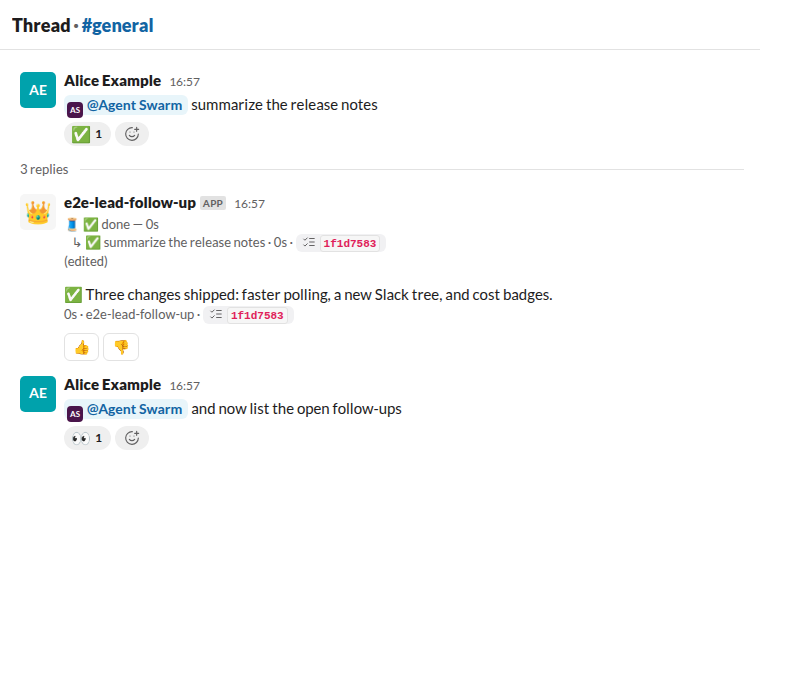 Thread · #general
AE
Alice Example 16:57
AS @Agent Swarm summarize the release notes
✅ 1
3 replies
e2e-lead-follow-up APP 16:57
🧵 ✅ done — 0s
↳ ✅ summarize the release notes · 0s · 1f1d7583
(edited)
✅ Three changes shipped: faster polling, a new Slack tree, and cost badges.
0s · e2e-lead-follow-up · 1f1d7583
👍 👎
AE
Alice Example 16:57
AS @Agent Swarm and now list the open follow-ups
👀 1